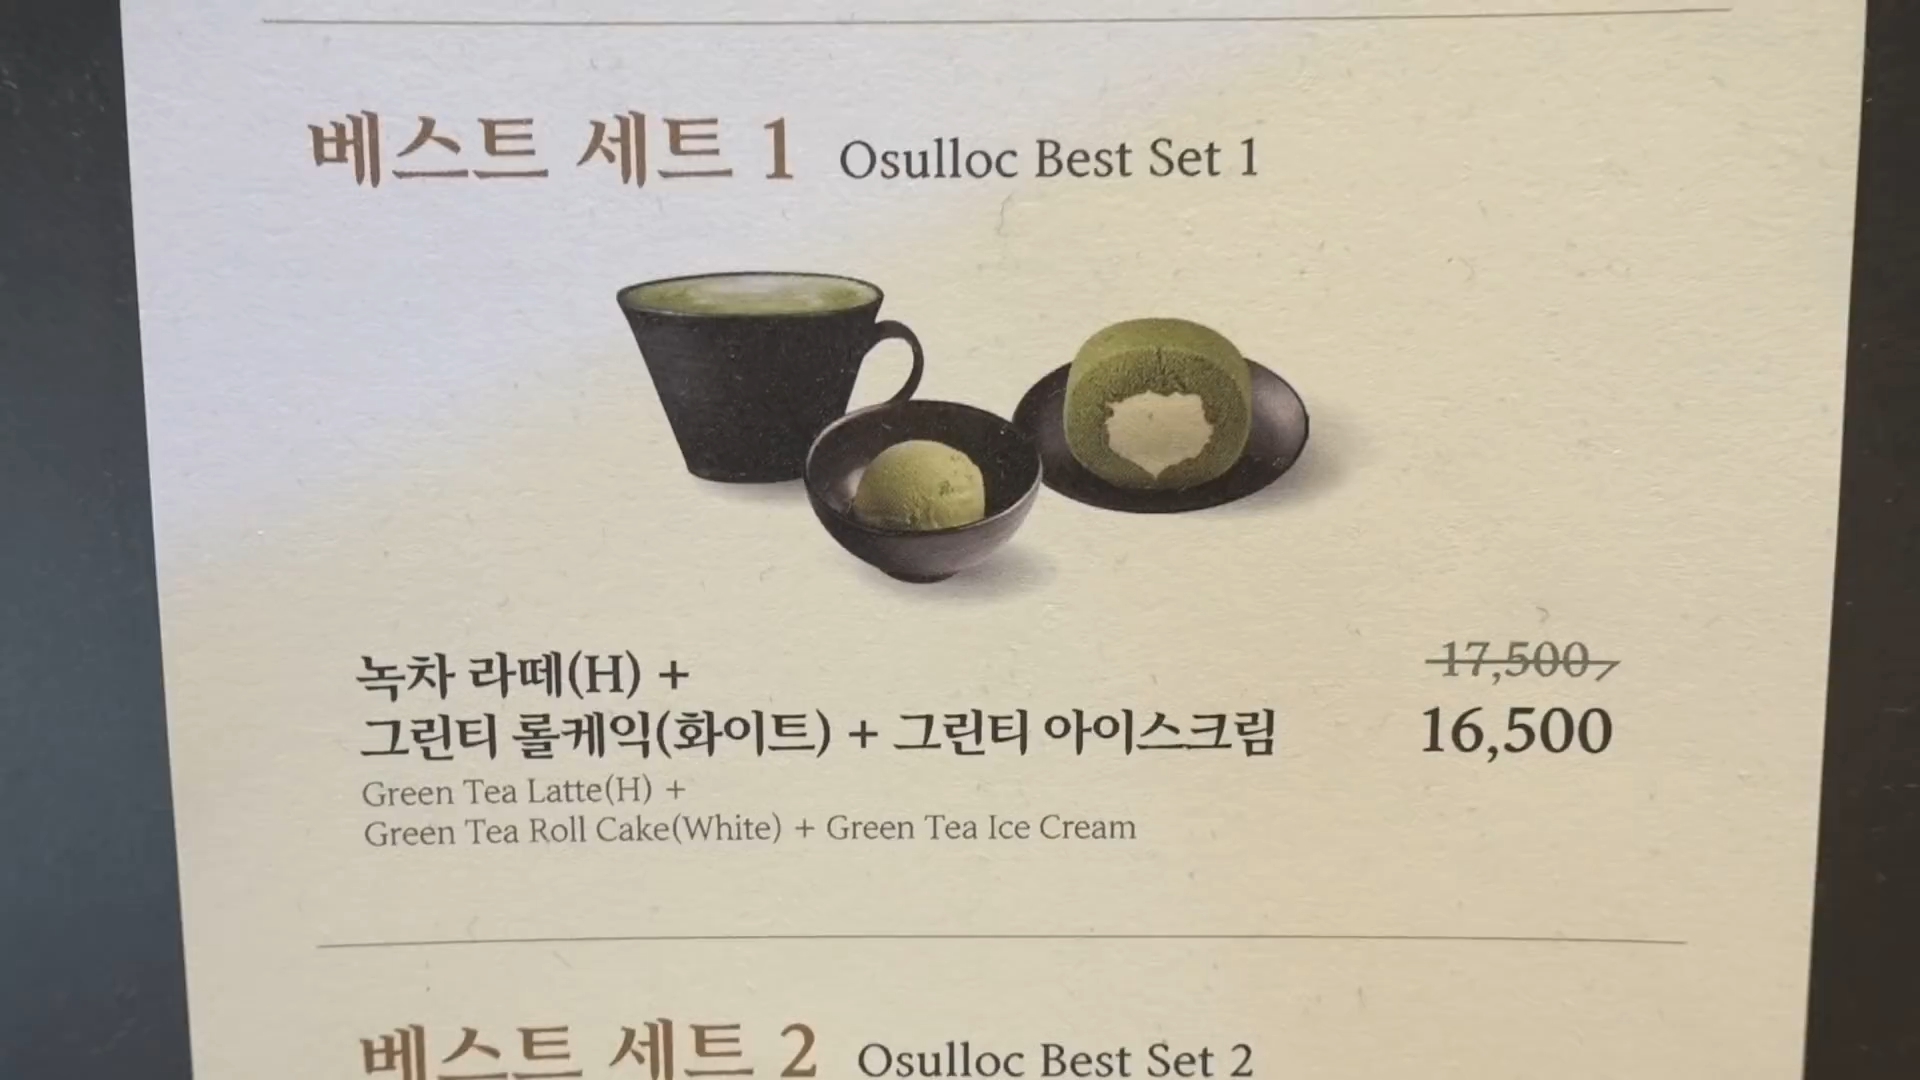 베스트 세트 1 Osulloc Best Set 1
녹차 라떼(H) +
17,500
그린티 롤케익(화이트) + 그린티 아이스크림 16,500
Green Tea Latte(H) +
Green Tea Roll Cake(White) + Green Tea Ice Cream
베스트 세트 2 Osulloc Best Set 2